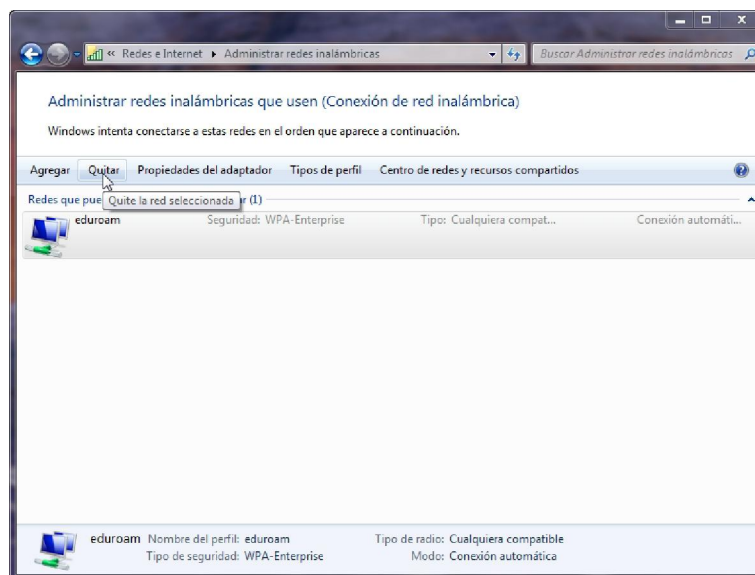 « Redes e Internet ▸ Administrar redes inalámbricas
Buscar Administrar redes inalámbricas
Administrar redes inalámbricas que usen (Conexión de red inalámbrica)
Windows intenta conectarse a estas redes en el orden que aparece a continuación.
Agregar Quitar Propiedades del adaptador Tipos de perfil Centro de redes y recursos compartidos
Redes que (1)
Quite la red seleccionada
eduroam Seguridad: WPA-Enterprise Tipo: Cualquiera compat... Conexión automáti...
eduroam Nombre del perfil: eduroam Tipo de radio: Cualquiera compatible
Tipo de seguridad: WPA-Enterprise Modo: Conexión automática